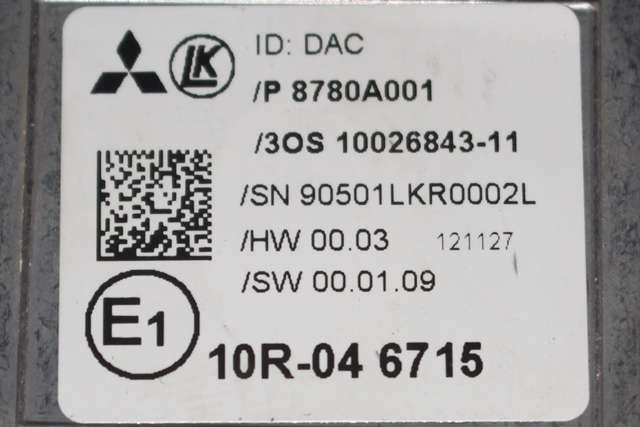 LK
ID: DAC
/P 8780A001
/3OS 10026843-11
/SN 90501LKR0002L
/HW 00.03 121127
/SW 00.01.09
E1
10R-04 6715